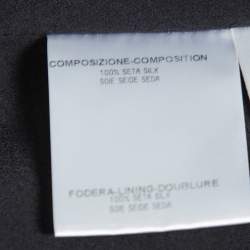 COMPOSIZIONE-COMPOSITION
100% SETA SILK
SOIE SEIDE SEDA
FODERA-LINING-DOUBLURE
100% SETA SILK
SOIE SEIDE SEDA